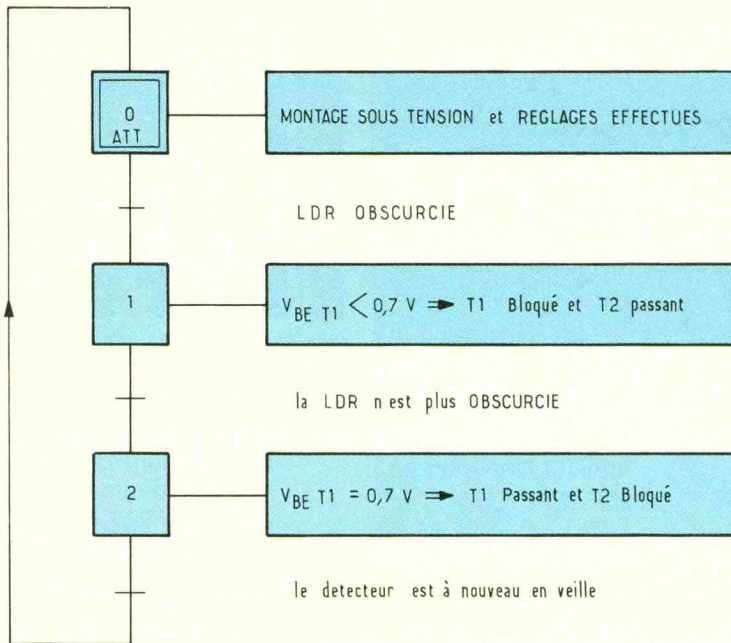 0
ATT
MONTAGE SOUS TENSION et REGLAGES EFFECTUES
LDR OBSCURCIE
1
VBE T1 < 0,7 V ⇒ T1 Bloqué et T2 passant
la LDR n est plus OBSCURCIE
2
VBE T1 = 0,7 V ⇒ T1 Passant et T2 Bloqué
le detecteur est à nouveau en veille